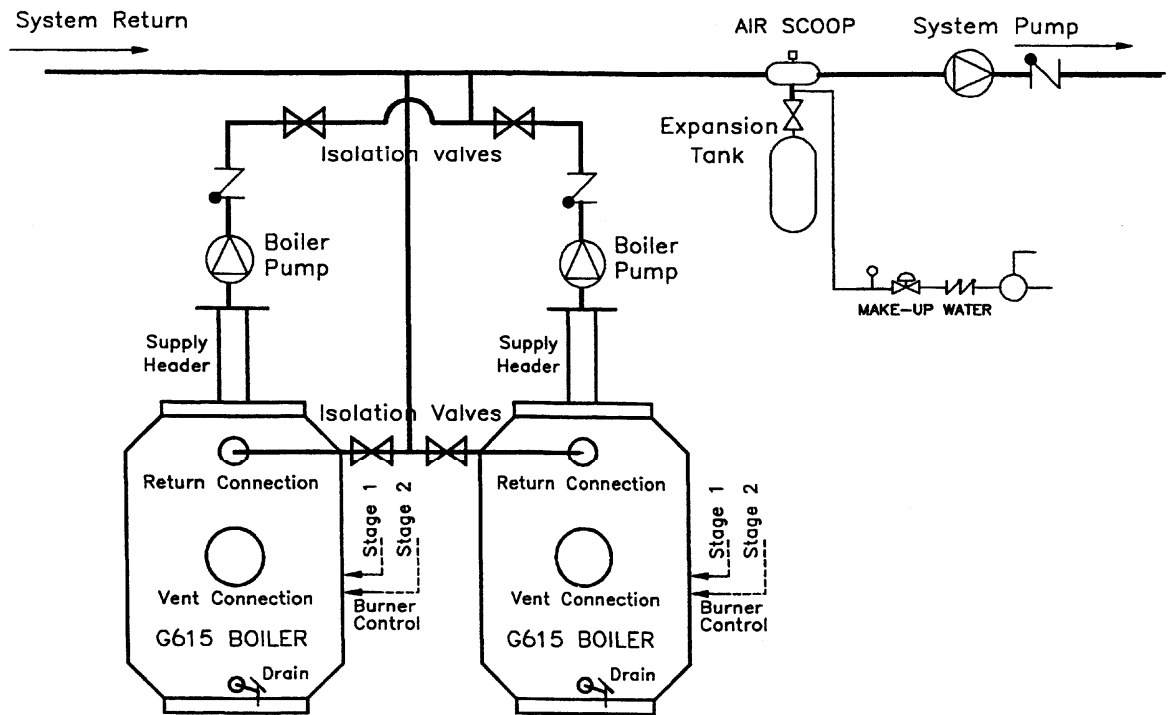 System Return
AIR SCOOP
System Pump
Isolation valves
Expansion
Tank
Boiler
Pump
Boiler
Pump
MAKE-UP WATER
Supply
Header
Supply
Header
Isolation Valves
Return Connection
Stage 1
Stage 2
Return Connection
Stage 1
Stage 2
Vent Connection
Burner
Control
Vent Connection
Burner
Control
G615 BOILER
G615 BOILER
Drain
Drain